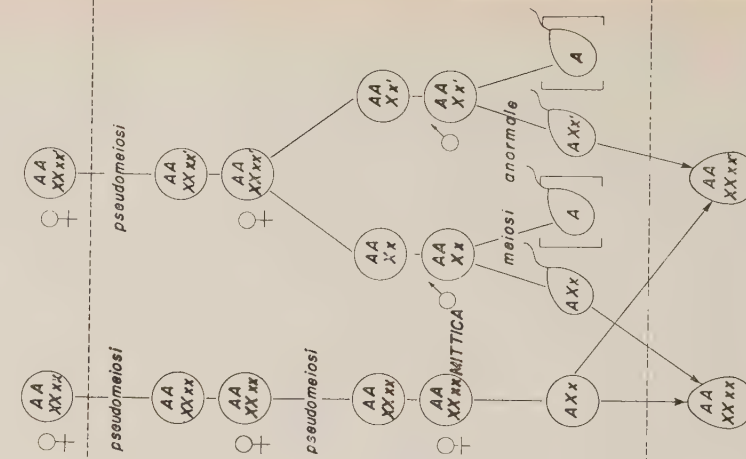 AA
XXxx
AA
XXxx'
pseudomeiosi
pseudomeiosi
AA
XXxx
AA
XXxx'
AA
XXxx
AA
XXxx'
pseudomeiosi
AA
XXxx
AA
Xx
AA
Xx'
AA
XXxx
MITTICA
AA
Xx
AA
Xx'
meiosi anormale
AXx
AXx
A
AXx'
A
AA
XXxx
AA
XXxx'